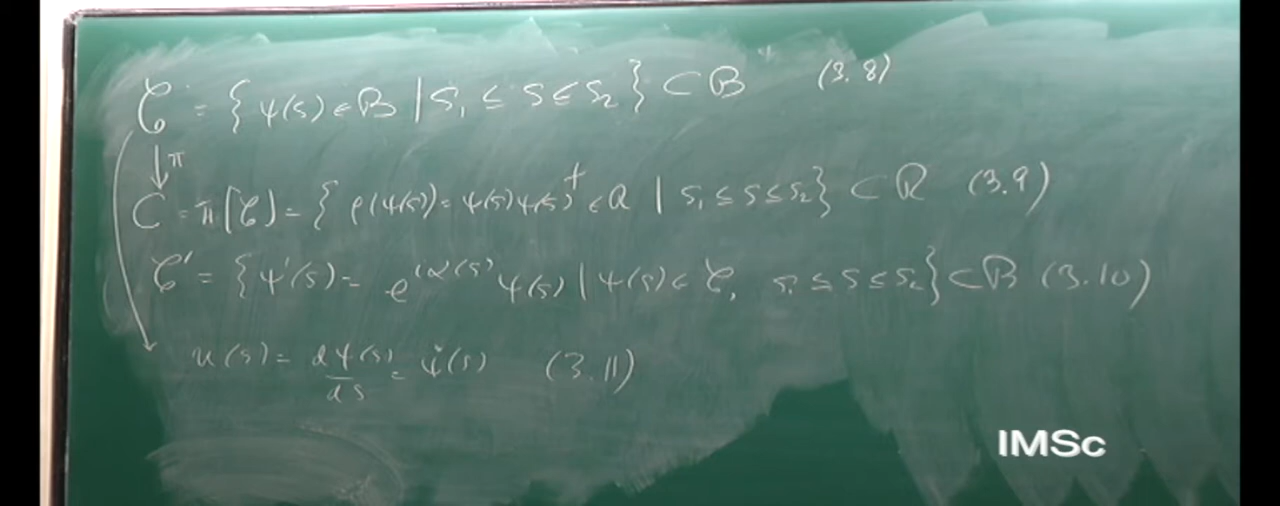 𝒞 = { ψ(s) ∈ B | s₁ ≤ s ≤ s₂ } ⊂ B (3.8)
↓ π
C = π[𝒞] = { ρ(ψ(s)) = ψ(s) ψ(s)† ∈ R | s₁ ≤ s ≤ s₂ } ⊂ R (3.9)
𝒞' = { ψ'(s) = e^{iα(s)} ψ(s) | ψ(s) ∈ 𝒞, s₁ ≤ s ≤ s₂ } ⊂ B (3.10)
u(s) = dψ(s)/ds = ψ̇(s) (3.11)
IMSc